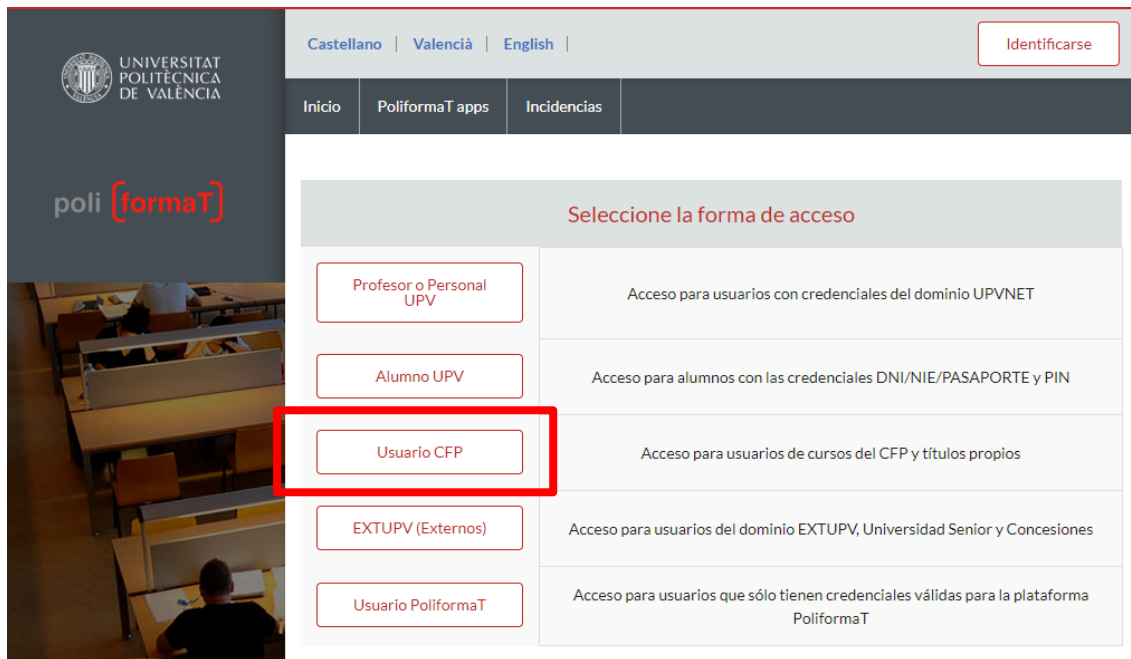 UNIVERSITAT
POLITÈCNICA
DE VALÈNCIA
poli [formaT]
Castellano | Valencià | English |
Identificarse
Inicio
PoliformaT apps
Incidencias
Seleccione la forma de acceso
Profesor o Personal
UPV
Acceso para usuarios con credenciales del dominio UPVNET
Alumno UPV
Acceso para alumnos con las credenciales DNI/NIE/PASAPORTE y PIN
Usuario CFP
Acceso para usuarios de cursos del CFP y títulos propios
EXTUPV (Externos)
Acceso para usuarios del dominio EXTUPV, Universidad Senior y Concesiones
Usuario PoliformaT
Acceso para usuarios que sólo tienen credenciales válidas para la plataforma
PoliformaT